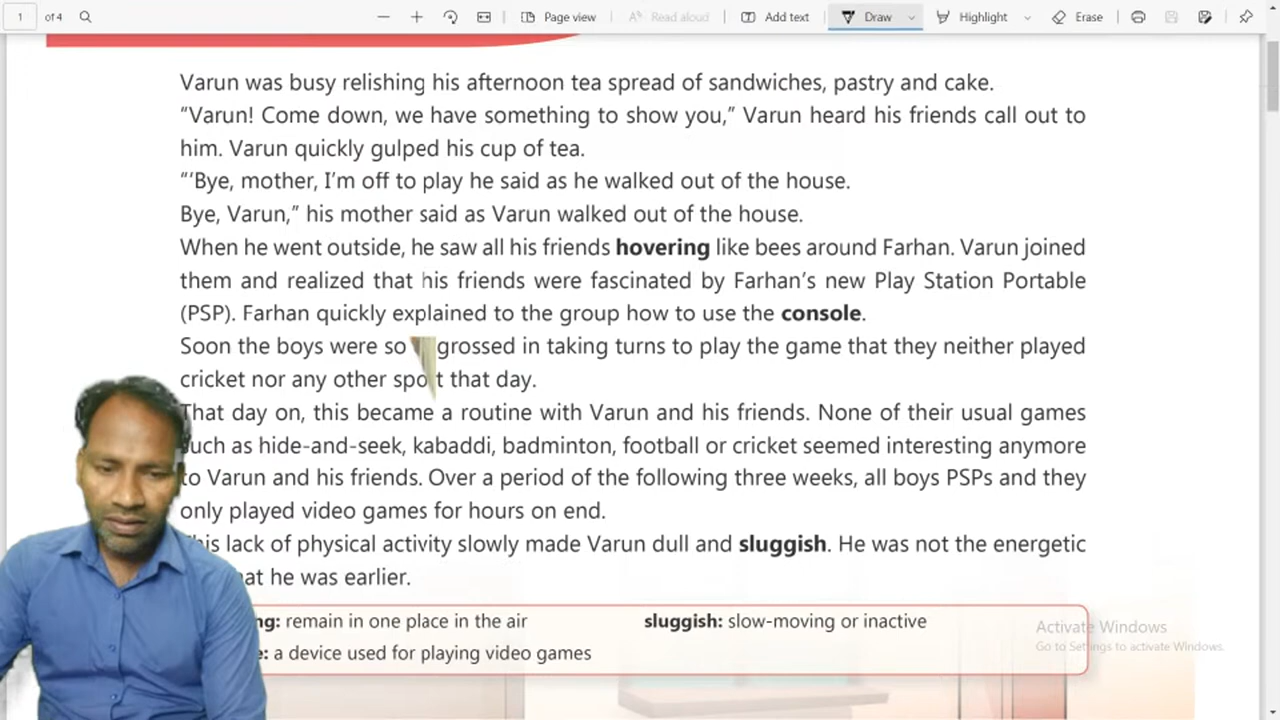 1 of 4 Page view Read aloud Add text Draw Highlight Erase
Varun was busy relishing his afternoon tea spread of sandwiches, pastry and cake.
“Varun! Come down, we have something to show you,” Varun heard his friends call out to
him. Varun quickly gulped his cup of tea.
“‘Bye, mother, I’m off to play he said as he walked out of the house.
Bye, Varun,” his mother said as Varun walked out of the house.
When he went outside, he saw all his friends hovering like bees around Farhan. Varun joined
them and realized that his friends were fascinated by Farhan’s new Play Station Portable
(PSP). Farhan quickly explained to the group how to use the console.
Soon the boys were so grossed in taking turns to play the game that they neither played
cricket nor any other sport that day.
That day on, this became a routine with Varun and his friends. None of their usual games
such as hide-and-seek, kabaddi, badminton, football or cricket seemed interesting anymore
to Varun and his friends. Over a period of the following three weeks, all boys PSPs and they
only played video games for hours on end.
This lack of physical activity slowly made Varun dull and sluggish. He was not the energetic
at he was earlier.
ng: remain in one place in the air sluggish: slow-moving or inactive
e: a device used for playing video games
Activate Windows
Go to Settings to activate Windows.